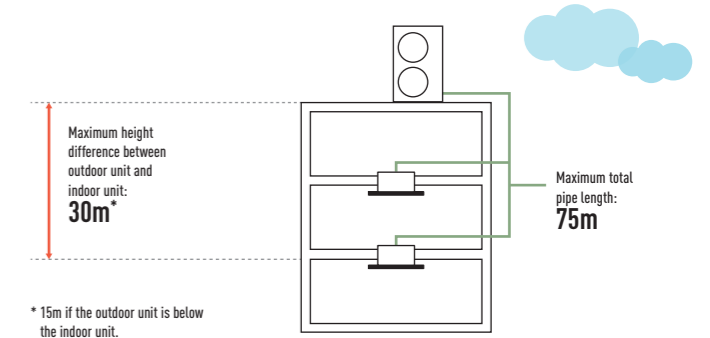 Maximum height
difference between
outdoor unit and
indoor unit:
30m*
Maximum total
pipe length:
75m
* 15m if the outdoor unit is below
the indoor unit.